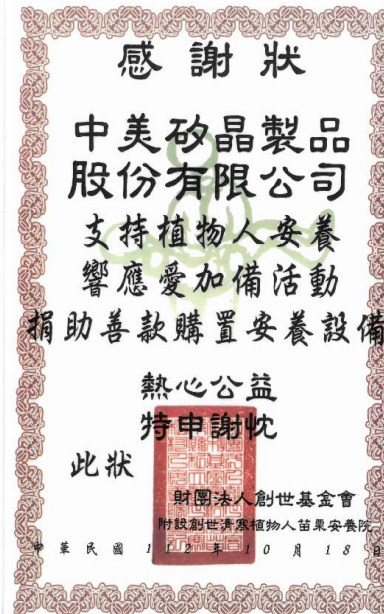 感謝狀
中美矽晶製品
股份有限公司
支持植物人安養
響應愛加備活動
捐助善款購置安養設備
熱心公益
特申謝忱
此狀
財團法人創世基金會
附設創世清寒植物人苗栗安養院
中華民國112年10月18日